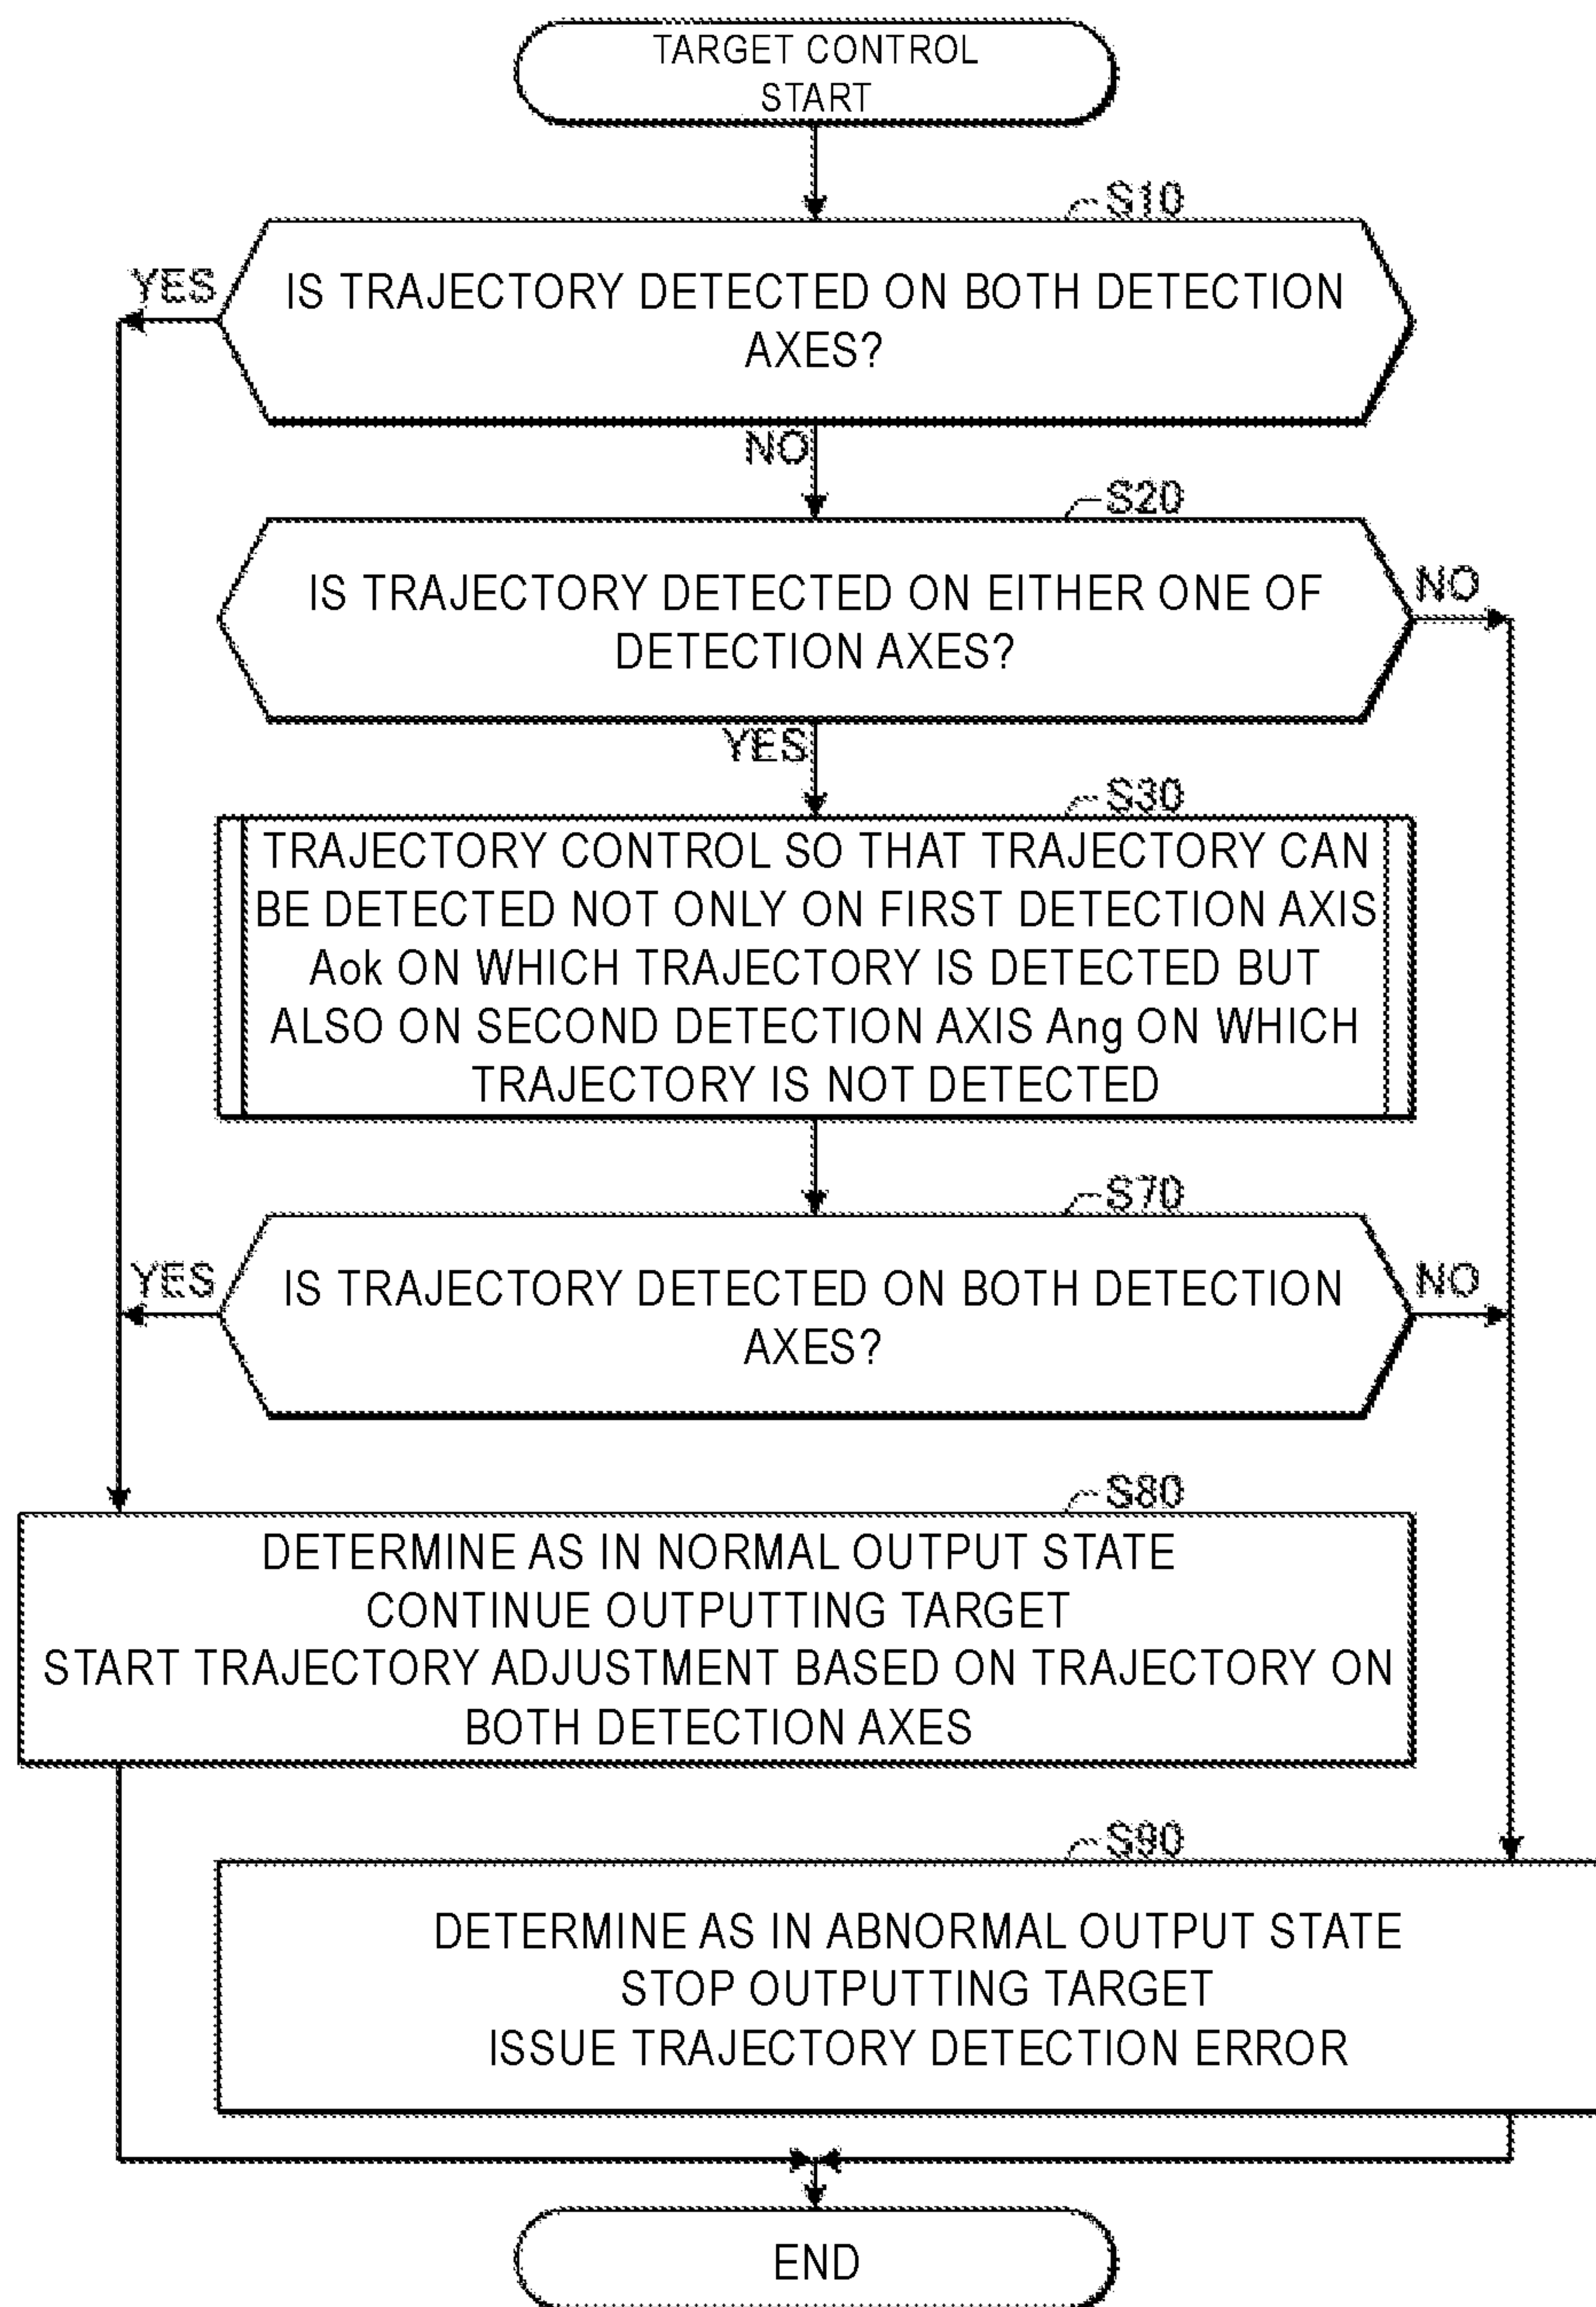 TARGET CONTROL
START
S10
YES
IS TRAJECTORY DETECTED ON BOTH DETECTION
AXES?
NO
S20
IS TRAJECTORY DETECTED ON EITHER ONE OF
DETECTION AXES?
NO
YES
S30
TRAJECTORY CONTROL SO THAT TRAJECTORY CAN
BE DETECTED NOT ONLY ON FIRST DETECTION AXIS
Aok ON WHICH TRAJECTORY IS DETECTED BUT
ALSO ON SECOND DETECTION AXIS Ang ON WHICH
TRAJECTORY IS NOT DETECTED
S70
YES
IS TRAJECTORY DETECTED ON BOTH DETECTION
AXES?
NO
S80
DETERMINE AS IN NORMAL OUTPUT STATE
CONTINUE OUTPUTTING TARGET
START TRAJECTORY ADJUSTMENT BASED ON TRAJECTORY ON
BOTH DETECTION AXES
S90
DETERMINE AS IN ABNORMAL OUTPUT STATE
STOP OUTPUTTING TARGET
ISSUE TRAJECTORY DETECTION ERROR
END